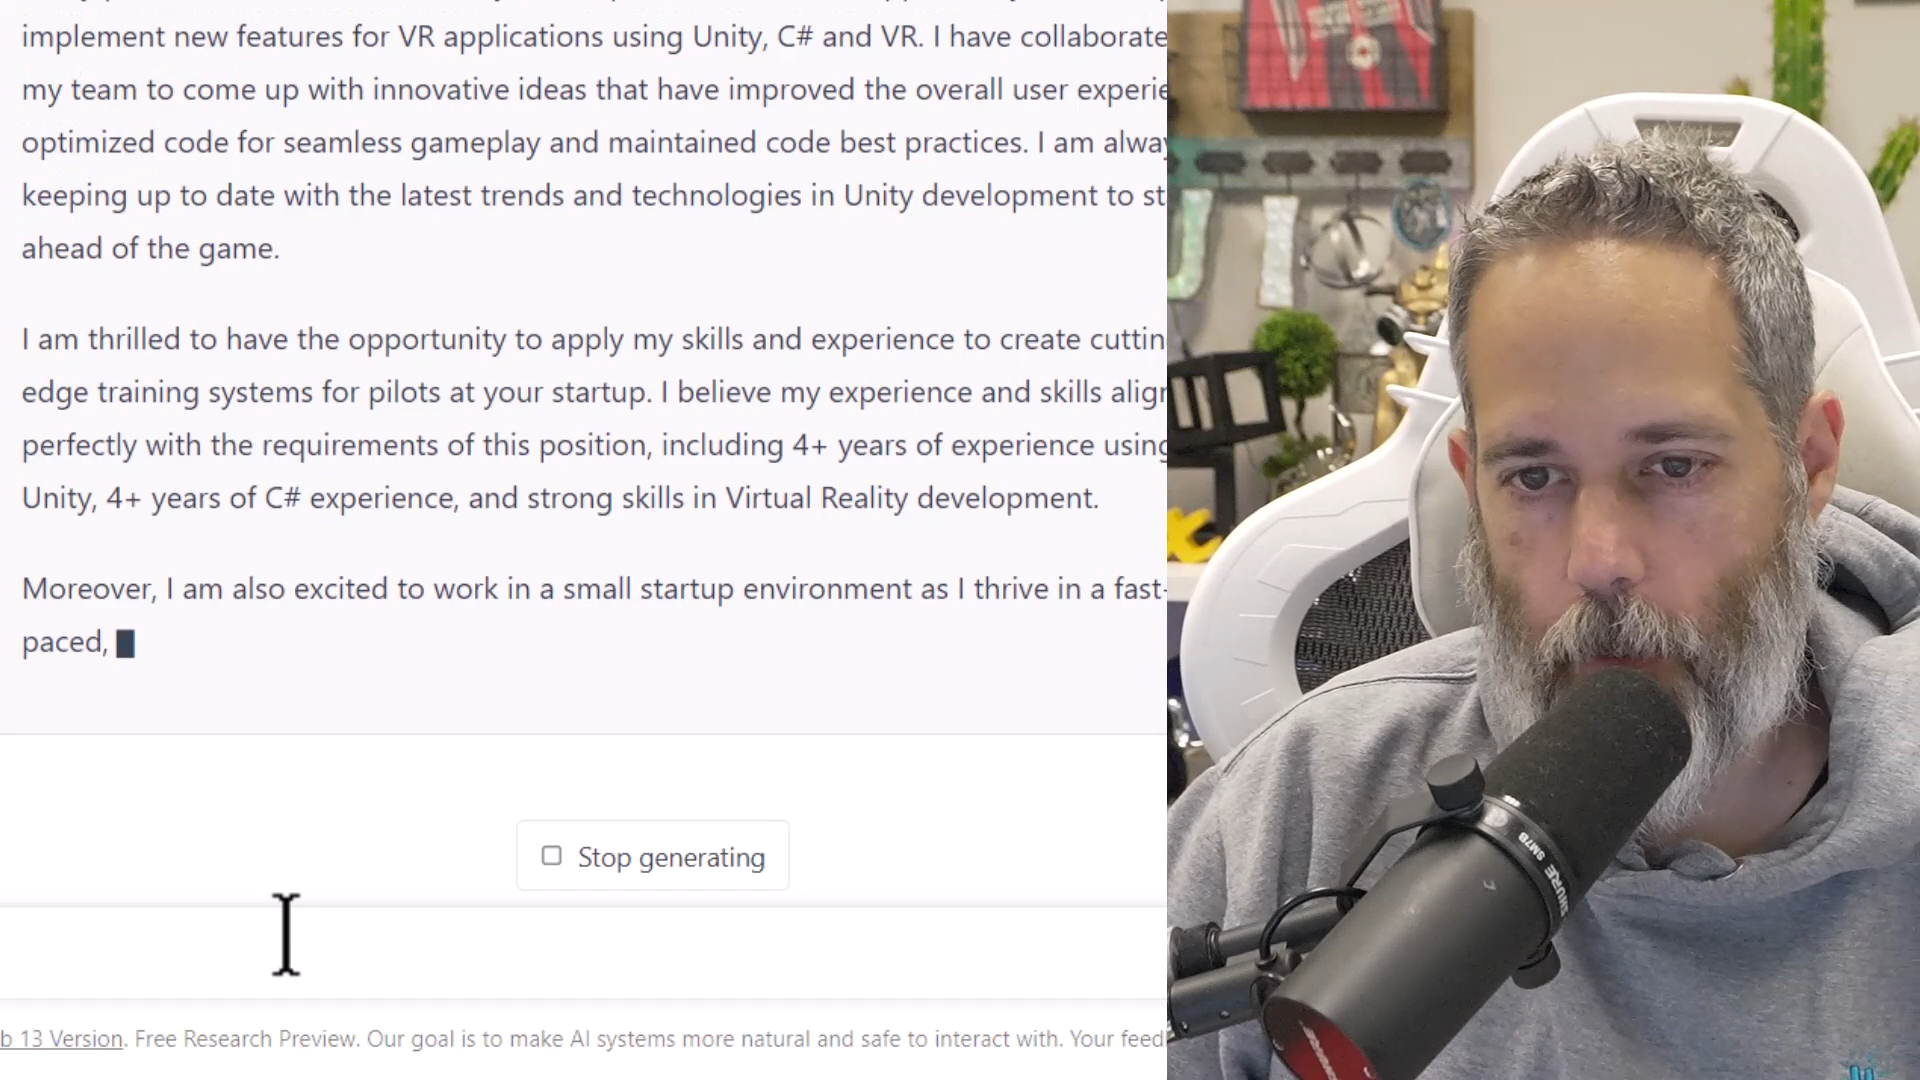 implement new features for VR applications using Unity, C# and VR. I have collaborate
my team to come up with innovative ideas that have improved the overall user experie
optimized code for seamless gameplay and maintained code best practices. I am alway
keeping up to date with the latest trends and technologies in Unity development to st
ahead of the game.
I am thrilled to have the opportunity to apply my skills and experience to create cuttin
edge training systems for pilots at your startup. I believe my experience and skills align
perfectly with the requirements of this position, including 4+ years of experience using
Unity, 4+ years of C# experience, and strong skills in Virtual Reality development.
Moreover, I am also excited to work in a small startup environment as I thrive in a fast-
paced,
Stop generating
b 13 Version. Free Research Preview. Our goal is to make AI systems more natural and safe to interact with. Your feed
SHURE SM7B